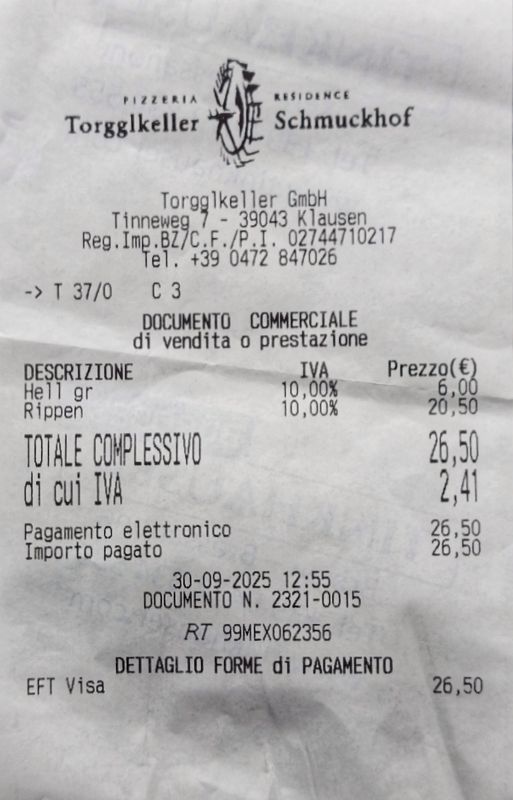 PIZZERIA RESIDENCE
Torgglkeller Schmuckhof
Torgglkeller GmbH
Tinneweg 7 - 39043 Klausen
Reg.Imp.BZ/C.F./P.I. 02744710217
Tel. +39 0472 847026
-> T 37/0 C 3
DOCUMENTO COMMERCIALE
di vendita o prestazione
DESCRIZIONE IVA Prezzo(€)
Hell gr 10,00% 6,00
Rippen 10,00% 20,50
TOTALE COMPLESSIVO 26,50
di cui IVA 2,41
Pagamento elettronico 26,50
Importo pagato 26,50
30-09-2025 12:55
DOCUMENTO N. 2321-0015
RT 99MEX062356
DETTAGLIO FORME di PAGAMENTO
EFT Visa 26,50